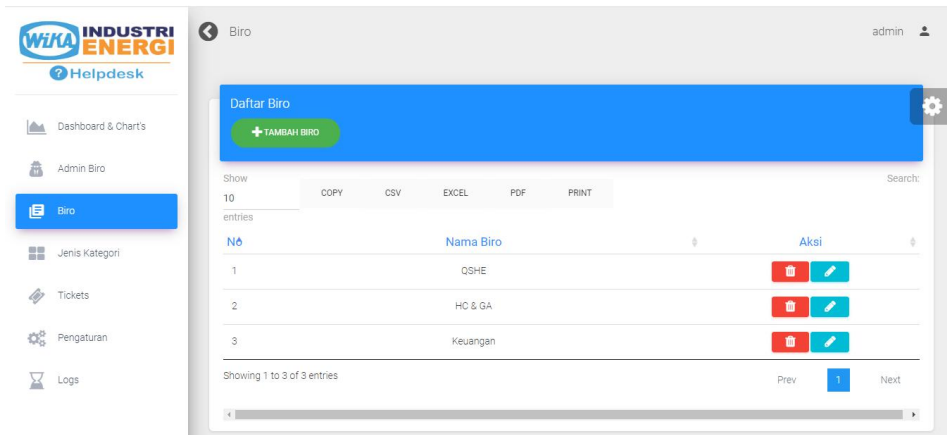 WiKA INDUSTRI
ENERGI
? Helpdesk
Biro
admin
Dashboard & Chart's
Admin Biro
Biro
Jenis Kategori
Tickets
Pengaturan
Logs
Daftar Biro
TAMBAH BIRO
Show
10
entries
COPY CSV EXCEL PDF PRINT
Search:
No Nama Biro Aksi
1 QSHE
2 HC & GA
3 Keuangan
Showing 1 to 3 of 3 entries
Prev 1 Next